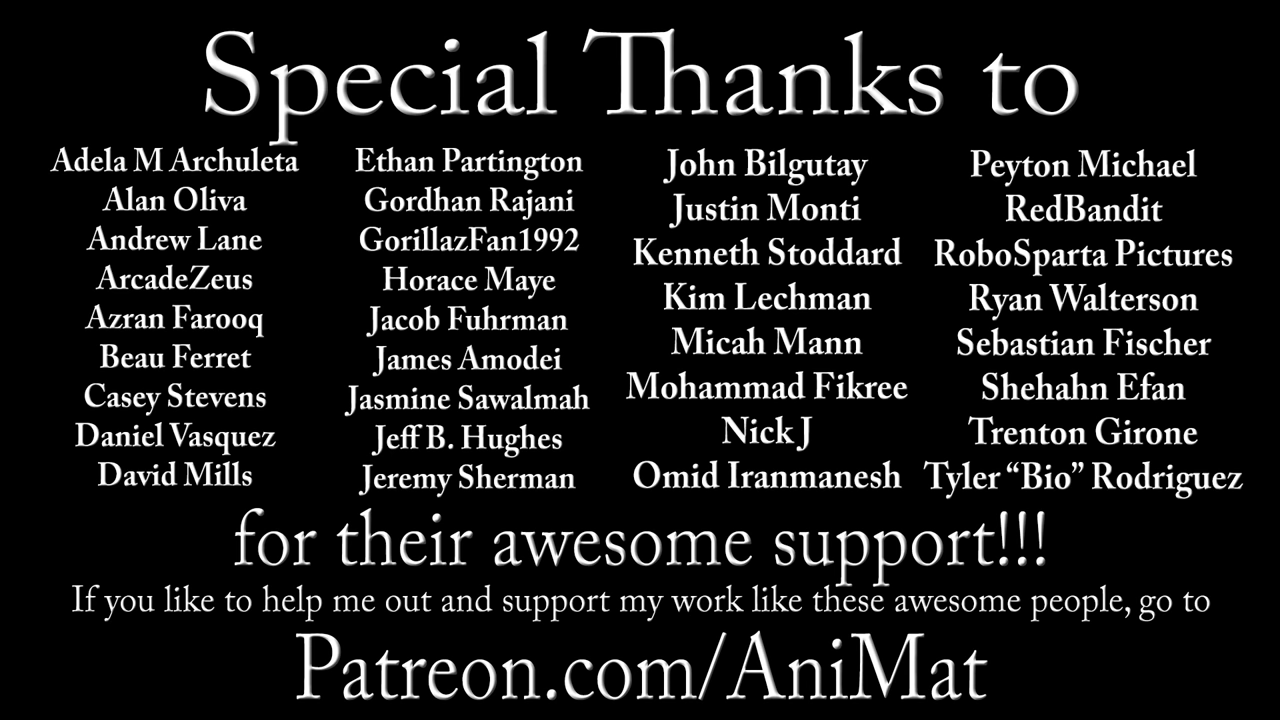 Special Thanks to
Adela M Archuleta
Alan Oliva
Andrew Lane
ArcadeZeus
Azran Farooq
Beau Ferret
Casey Stevens
Daniel Vasquez
David Mills
Ethan Partington
Gordhan Rajani
GorillazFan1992
Horace Maye
Jacob Fuhrman
James Amodei
Jasmine Sawalmah
Jeff B. Hughes
Jeremy Sherman
John Bilgutay
Justin Monti
Kenneth Stoddard
Kim Lechman
Micah Mann
Mohammad Fikree
Nick J
Omid Iranmanesh
Peyton Michael
RedBandit
RoboSparta Pictures
Ryan Walterson
Sebastian Fischer
Shehahn Efan
Trenton Girone
Tyler “Bio” Rodriguez
for their awesome support!!!
If you like to help me out and support my work like these awesome people, go to
Patreon.com/AniMat